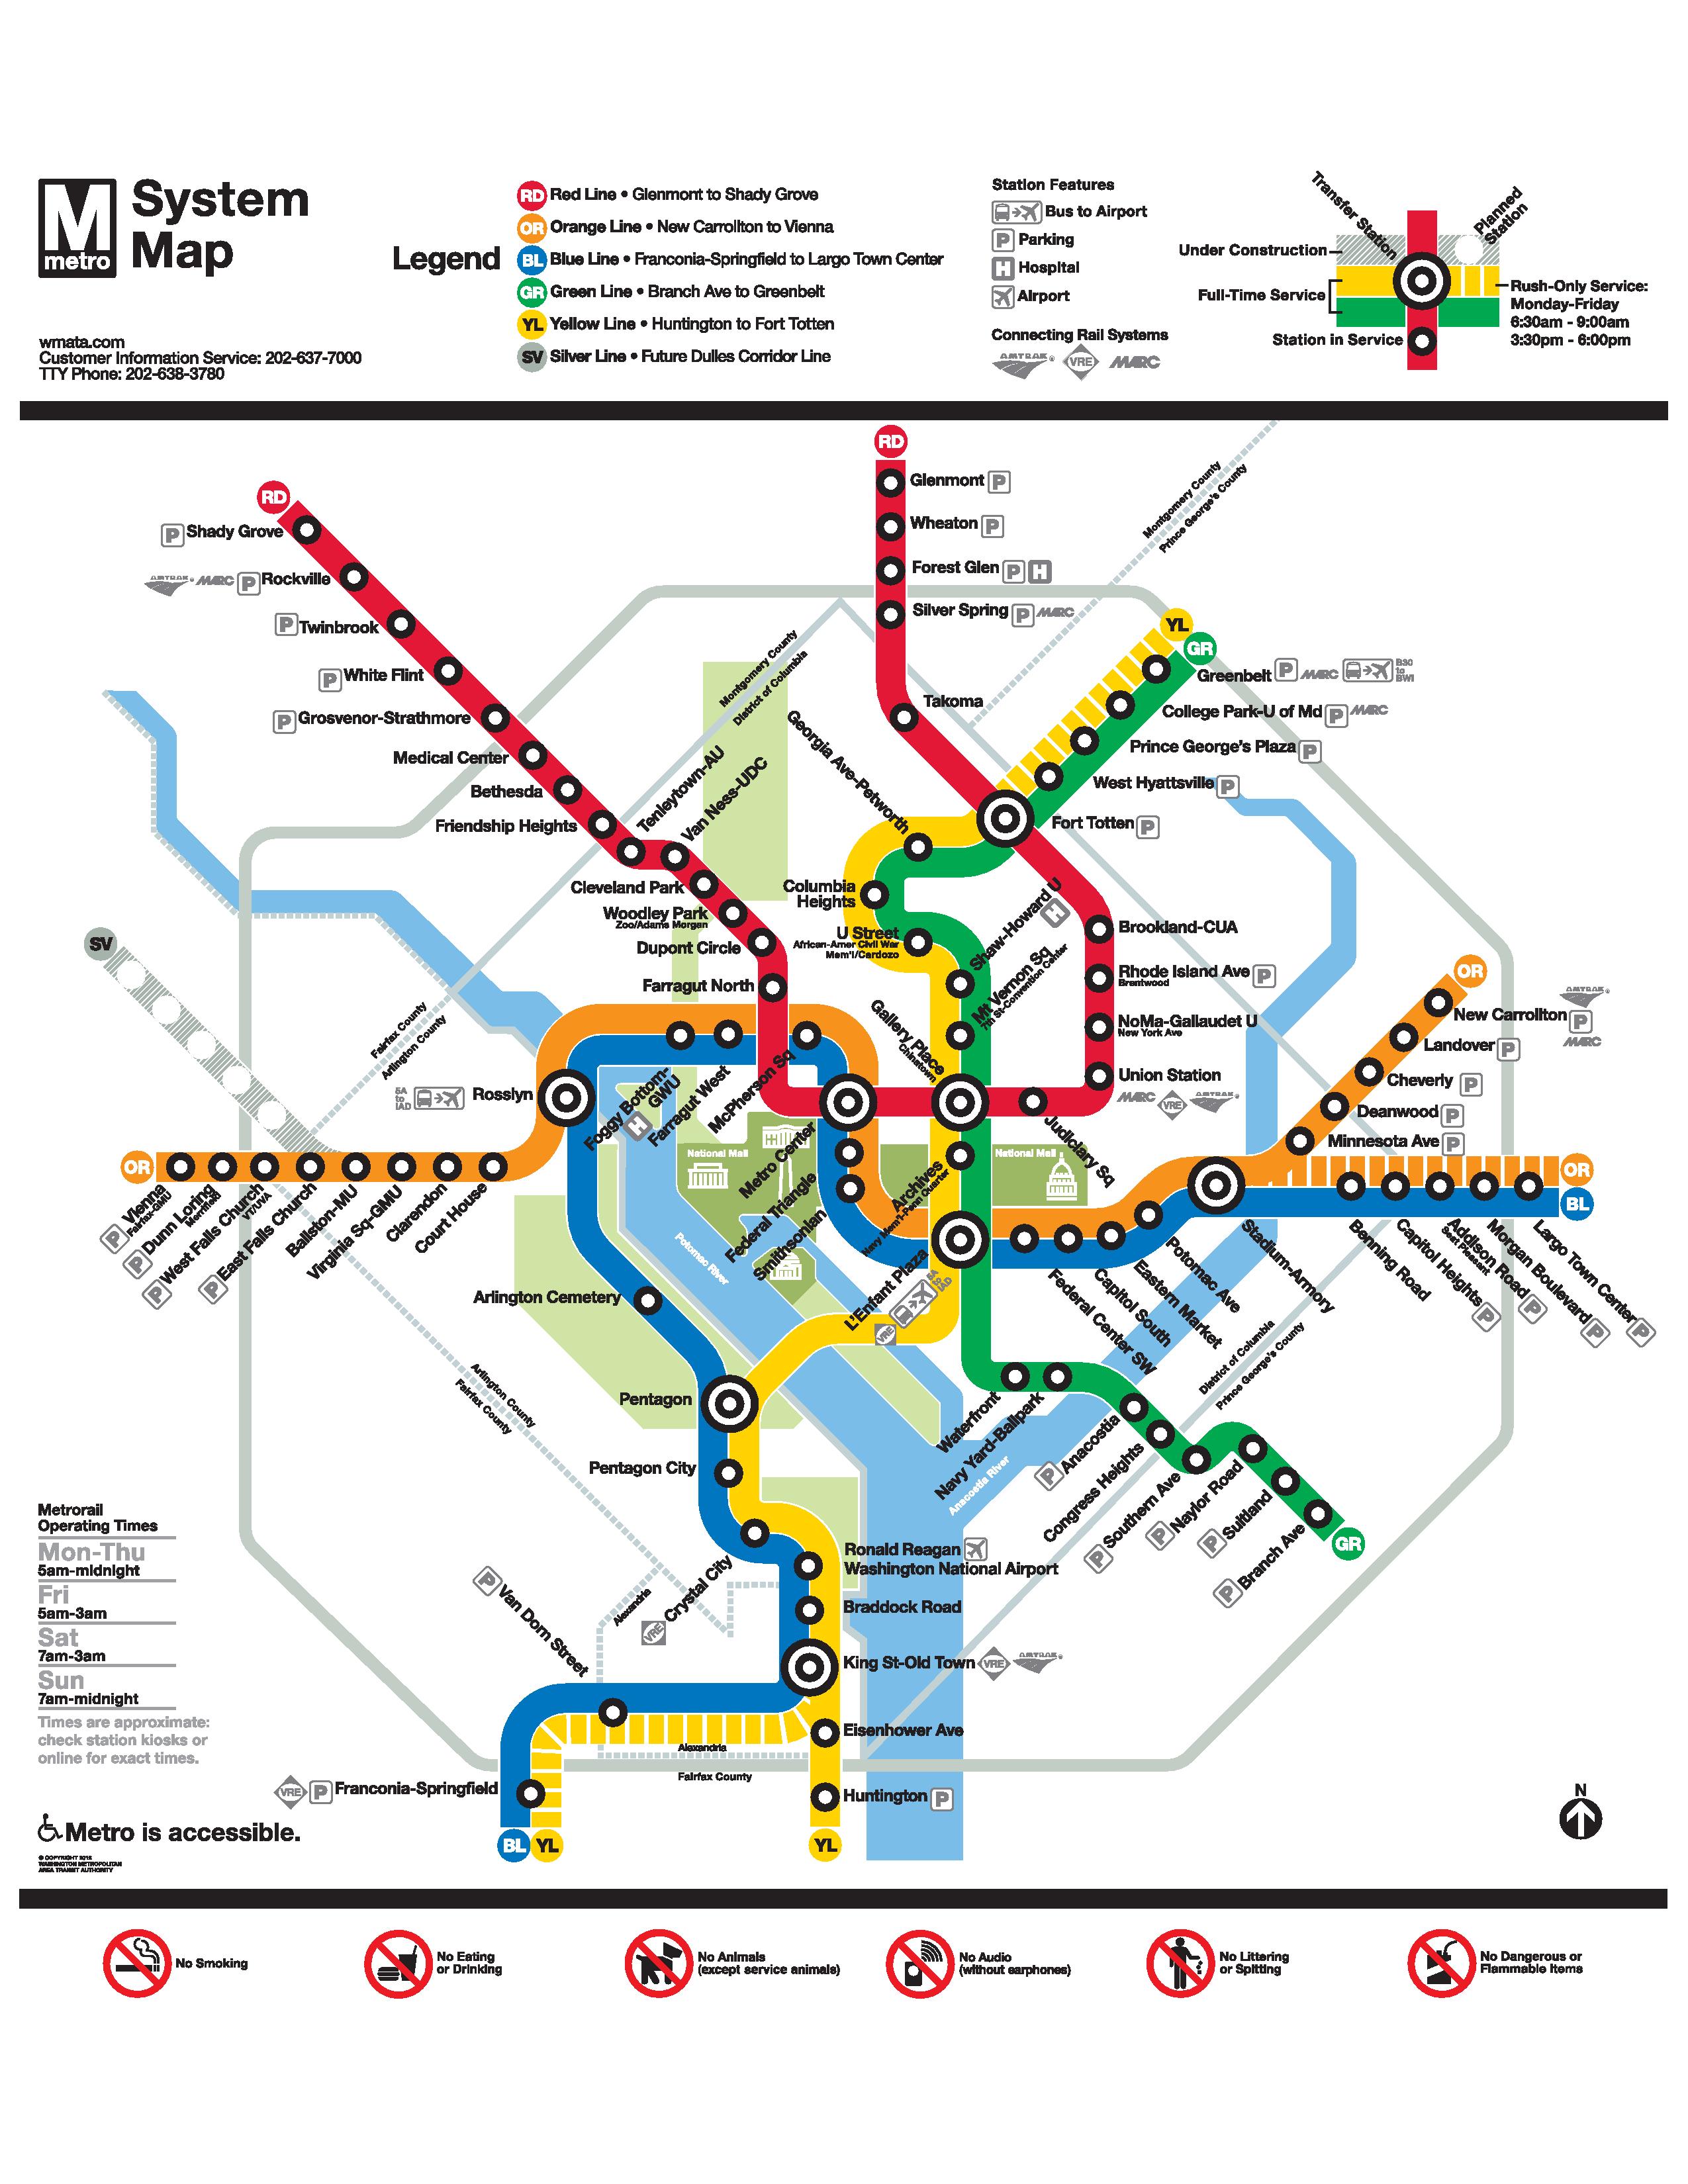 M
metro
System
Map
wmata.com
Customer Information Service: 202-637-7000
TTY Phone: 202-638-3780
Legend
RD Red Line • Glenmont to Shady Grove
OR Orange Line • New Carrollton to Vienna
BL Blue Line • Franconia-Springfield to Largo Town Center
GR Green Line • Branch Ave to Greenbelt
YL Yellow Line • Huntington to Fort Totten
SV Silver Line • Future Dulles Corridor Line
Station Features
Bus to Airport
P Parking
H Hospital
Airport
Connecting Rail Systems
AMTRAK® VRE MARC
Transfer Station
Planned
Station
Under Construction
Full-Time Service
Station in Service
Rush-Only Service:
Monday-Friday
6:30am - 9:00am
3:30pm - 6:00pm
RD
P Shady Grove
AMTRAK® MARC P Rockville
P Twinbrook
P White Flint
P Grosvenor-Strathmore
Medical Center
Bethesda
Friendship Heights
Tenleytown-AU
Van Ness-UDC
Cleveland Park
Woodley Park
Zoo/Adams Morgan
Dupont Circle
Farragut North
RD
Glenmont P
Wheaton P
Forest Glen P H
Silver Spring P MARC
Takoma
Montgomery County
Prince George's County
Montgomery County
District of Columbia
YL
GR
Greenbelt P MARC B30
to
BWI
College Park-U of Md P MARC
Prince George's Plaza P
West Hyattsville P
Fort Totten P
Georgia Ave-Petworth
Columbia
Heights
U Street
African-Amer Civil War
Mem'l/Cardozo
Shaw-Howard U
H
Mt Vernon Sq
7th St-Convention Center
Gallery Place
Chinatown
Brookland-CUA
Rhode Island Ave P
Brentwood
NoMa-Gallaudet U
New York Ave
Union Station
MARC VRE AMTRAK®
Judiciary Sq
SV
Fairfax County
Arlington County
5A
to
IAD
Rosslyn
Foggy Bottom-
GWU
H
Farragut West
McPherson Sq
Metro Center
Federal Triangle
Smithsonian
National Mall
National Mall
Archives
Navy Mem'l-Penn Quarter
L'Enfant Plaza
VRE
5A
to
IAD
Potomac River
OR
Vienna
Fairfax-GMU
P
Dunn Loring
Merrifield
P
West Falls Church
VT/UVA
P
East Falls Church
P
Ballston-MU
Virginia Sq-GMU
Clarendon
Court House
OR
New Carrollton P
AMTRAK®
MARC
Landover P
Cheverly P
Deanwood P
Minnesota Ave P
OR
BL
Federal Center SW
Capitol South
Eastern Market
Potomac Ave
Stadium-Armory
Benning Road
Capitol Heights P
Addison Road P
Seat Pleasant
Morgan Boulevard P
Largo Town Center P
District of Columbia
Prince George's County
Arlington Cemetery
Pentagon
Pentagon City
Arlington County
Fairfax County
Crystal City
VRE
Ronald Reagan
Washington National Airport
Braddock Road
King St-Old Town VRE AMTRAK®
Eisenhower Ave
Huntington P
YL
P Van Dorn Street
Alexandria
Alexandria
Fairfax County
VRE P Franconia-Springfield
BL YL
Waterfront
Navy Yard-Ballpark
Anacostia River
P Anacostia
Congress Heights
P Southern Ave
P Naylor Road
P Suitland
P Branch Ave
GR
N
Metrorail
Operating Times
Mon-Thu
5am-midnight
Fri
5am-3am
Sat
7am-3am
Sun
7am-midnight
Times are approximate:
check station kiosks or
online for exact times.
Metro is accessible.
© COPYRIGHT 2012
WASHINGTON METROPOLITAN
AREA TRANSIT AUTHORITY
No Smoking
No Eating
or Drinking
No Animals
(except service animals)
No Audio
(without earphones)
No Littering
or Spitting
No Dangerous or
Flammable Items